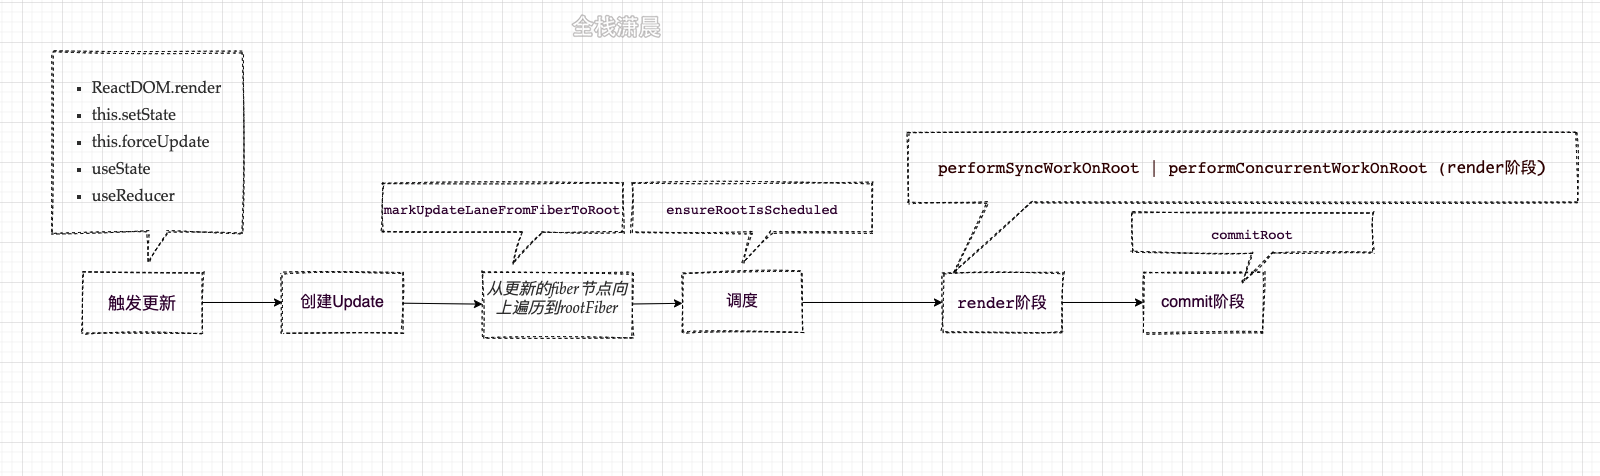 全栈潇晨
ReactDOM.render
this.setState
this.forceUpdate
useState
useReducer
markUpdateLaneFromFiberToRoot
ensureRootIsScheduled
performSyncWorkOnRoot | performConcurrentWorkOnRoot (render阶段)
commitRoot
触发更新
创建Update
从更新的fiber节点向
上遍历到rootFiber
调度
render阶段
commit阶段